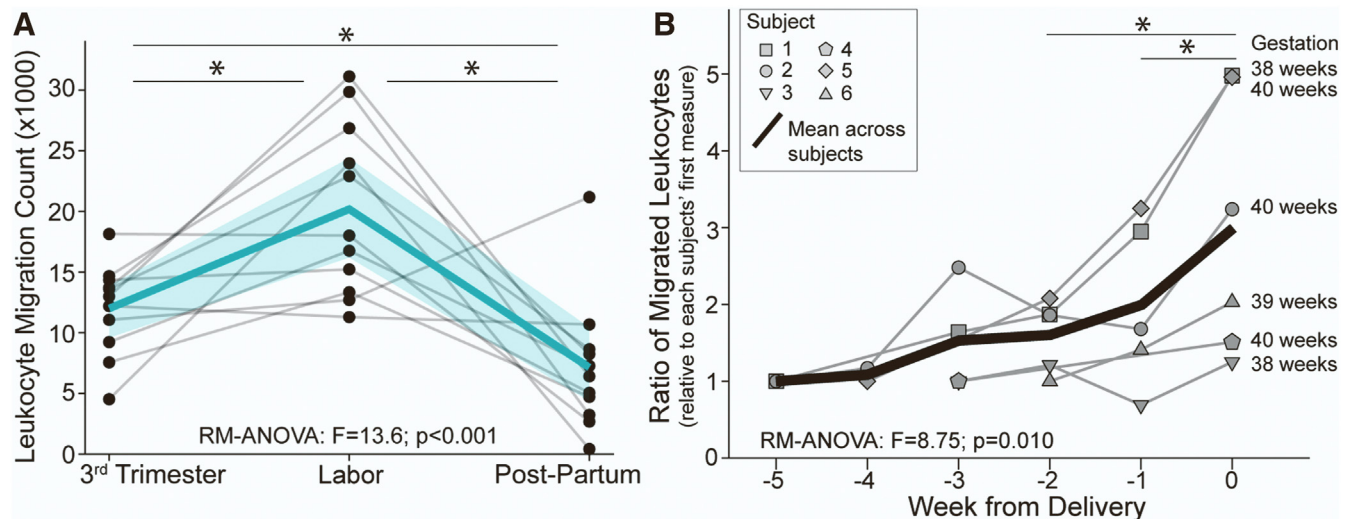 A
Leukocyte Migration Count (x1000)
30
25
20
15
10
5
0
*
*
*
RM-ANOVA: F=13.6; p<0.001
3rd Trimester
Labor
Post-Partum
B
Ratio of Migrated Leukocytes
(relative to each subjects' first measure)
5
4
3
2
1
0
Subject
1 4
2 5
3 6
Mean across
subjects
*
*
Gestation
38 weeks
40 weeks
40 weeks
39 weeks
40 weeks
38 weeks
RM-ANOVA: F=8.75; p=0.010
-5 -4 -3 -2 -1 0
Week from Delivery